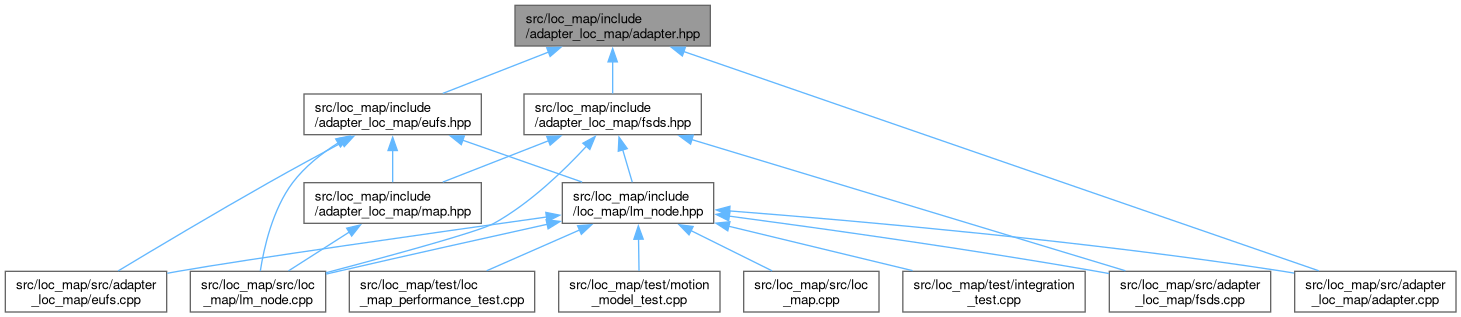 src/loc_map/include
/adapter_loc_map/adapter.hpp
src/loc_map/include
/adapter_loc_map/eufs.hpp
src/loc_map/include
/adapter_loc_map/fsds.hpp
src/loc_map/include
/adapter_loc_map/map.hpp
src/loc_map/include
/loc_map/lm_node.hpp
src/loc_map/src/adapter
_loc_map/eufs.cpp
src/loc_map/src/loc
_map/lm_node.cpp
src/loc_map/test/loc
_map_performance_test.cpp
src/loc_map/test/motion
_model_test.cpp
src/loc_map/src/loc
_map.cpp
src/loc_map/test/integration
_test.cpp
src/loc_map/src/adapter
_loc_map/fsds.cpp
src/loc_map/src/adapter
_loc_map/adapter.cpp